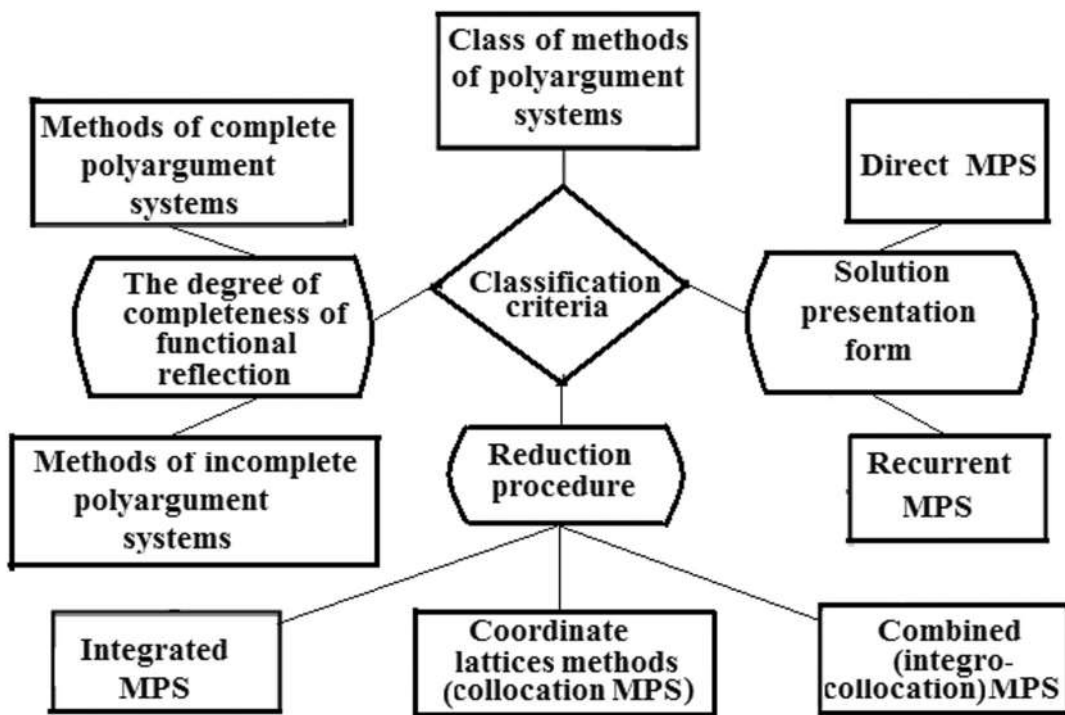 Class of methods
of polyargument
systems
Methods of complete
polyargument
systems
Direct MPS
The degree of
completeness of
functional
reflection
Classification
criteria
Solution
presentation
form
Methods of incomplete
polyargument
systems
Reduction
procedure
Recurrent
MPS
Integrated
MPS
Coordinate
lattices methods
(collocation MPS)
Combined
(integro-
collocation)MPS